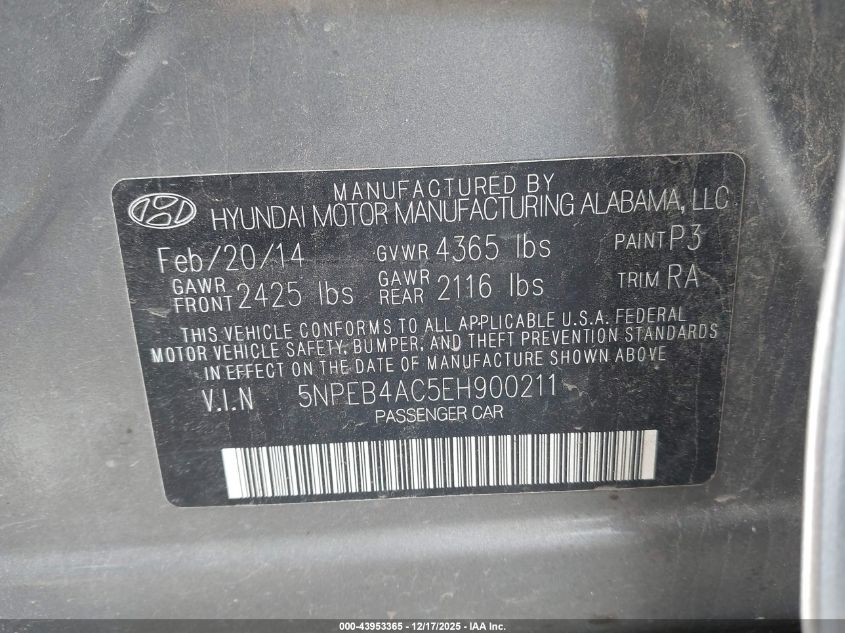 MANUFACTURED BY
HYUNDAI MOTOR MANUFACTURING ALABAMA, LLC
Feb/20/14 GVWR 4365 lbs PAINT P3
GAWR FRONT 2425 lbs GAWR REAR 2116 lbs TRIM RA
THIS VEHICLE CONFORMS TO ALL APPLICABLE U.S.A. FEDERAL
MOTOR VEHICLE SAFETY, BUMPER, AND THEFT PREVENTION STANDARDS
IN EFFECT ON THE DATE OF MANUFACTURE SHOWN ABOVE
V.I.N 5NPEB4AC5EH900211
PASSENGER CAR
000-43953365 - 12/17/2025 - IAA Inc.